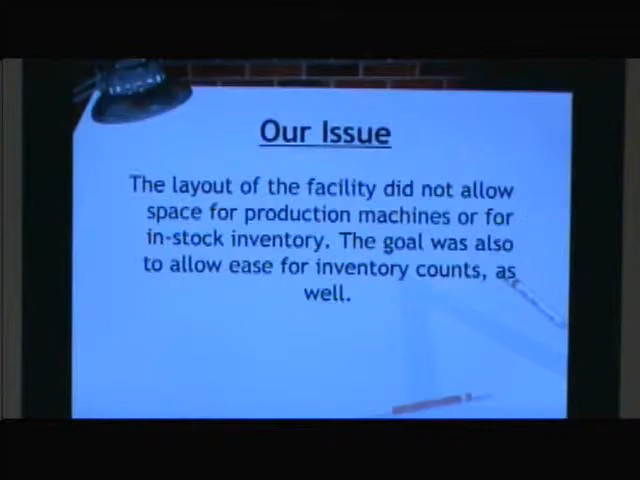 Our Issue
The layout of the facility did not allow
space for production machines or for
in-stock inventory. The goal was also
to allow ease for inventory counts, as
well.